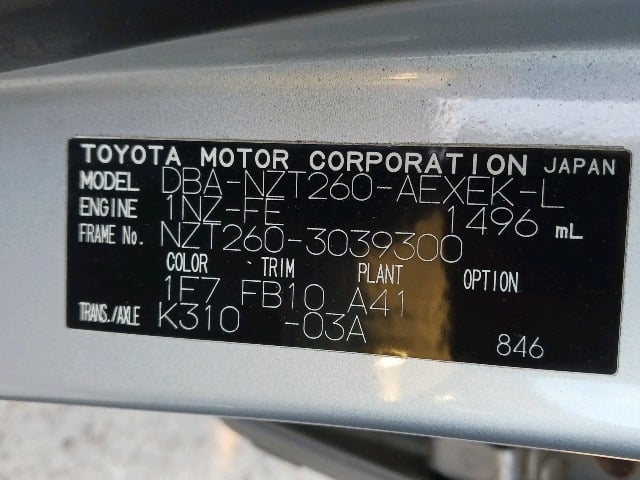 TOYOTA MOTOR CORPORATION JAPAN
MODEL DBA-NZT260-AEXEK-L
ENGINE 1NZ-FE 1496 mL
FRAME No. NZT260-3039300
COLOR TRIM PLANT OPTION
1F7 FB10 A41
TRANS./AXLE K310 -03A
846